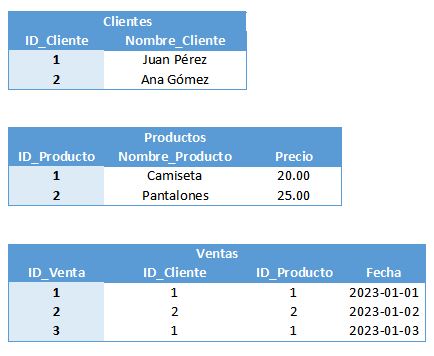 Clientes
ID_Cliente Nombre_Cliente
1 Juan Pérez
2 Ana Gómez
Productos
ID_Producto Nombre_Producto Precio
1 Camiseta 20.00
2 Pantalones 25.00
Ventas
ID_Venta ID_Cliente ID_Producto Fecha
1 1 1 2023-01-01
2 2 2 2023-01-02
3 1 1 2023-01-03